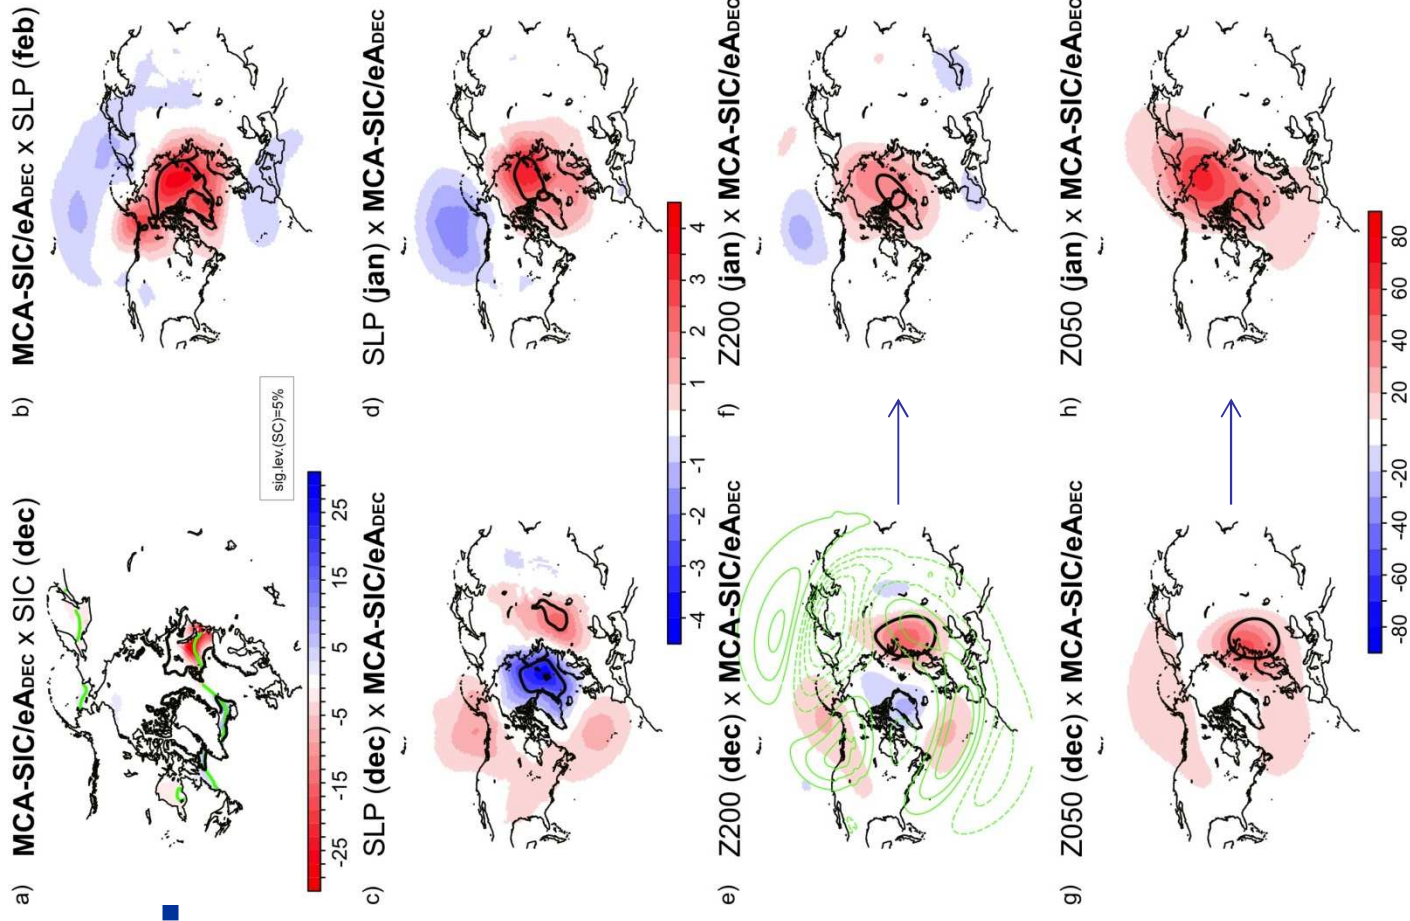 a) MCA-SIC/eADEC x SIC (dec)
b) MCA-SIC/eADEC x SLP (feb)
sig.lev.(SC)=5%
-25 -15 -5 5 15 25
c) SLP (dec) x MCA-SIC/eADEC
d) SLP (jan) x MCA-SIC/eADEC
-4 -3 -2 -1 1 2 3 4
e) Z200 (dec) x MCA-SIC/eADEC
f) Z200 (jan) x MCA-SIC/eADEC
g) Z050 (dec) x MCA-SIC/eADEC
h) Z050 (jan) x MCA-SIC/eADEC
-80 -60 -40 -20 20 40 60 80